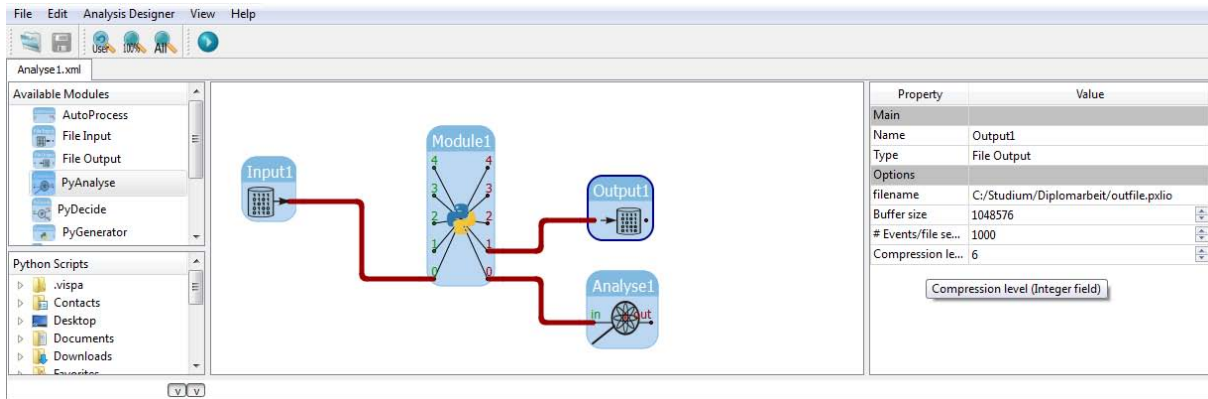 File Edit Analysis Designer View Help
User 100% All
Analyse1.xml
Available Modules
AutoProcess
File Input
File Output
PyAnalyse
PyDecide
PyGenerator
Python Scripts
.vispa
Contacts
Desktop
Documents
Downloads
Favorites
v v
Input1
Module1
4 4
3 3
2 2
1 1
0 0
Output1
Analyse1
in out
Property Value
Main
Name Output1
Type File Output
Options
filename C:/Studium/Diplomarbeit/outfile.pxlio
Buffer size 1048576
# Events/file se... 1000
Compression le... 6
Compression level (Integer field)